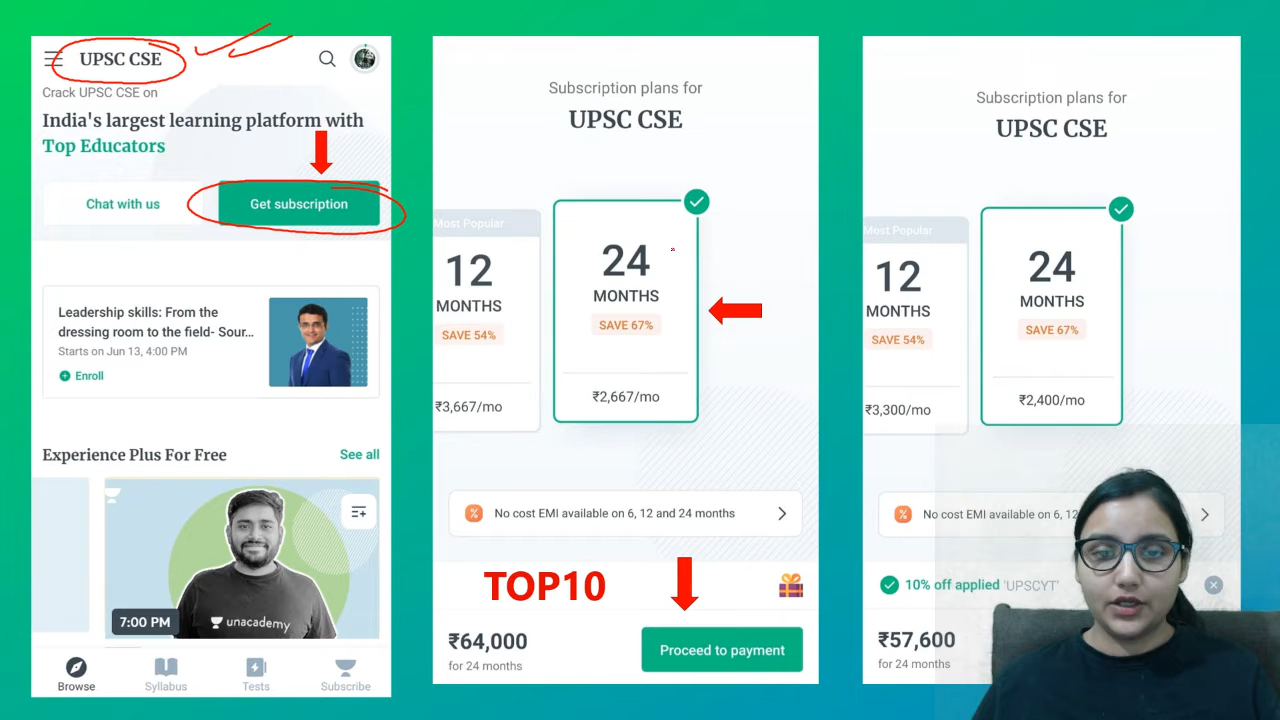 UPSC CSE
Crack UPSC CSE on
India's largest learning platform with
Top Educators
Chat with us
Get subscription
Leadership skills: From the
dressing room to the field- Sour...
Starts on Jun 13, 4:00 PM
Enroll
Experience Plus For Free
See all
unacademy
7:00 PM
Browse
Syllabus
Tests
Subscribe
Subscription plans for
UPSC CSE
Most Popular
12
MONTHS
SAVE 54%
₹3,667/mo
24
MONTHS
SAVE 67%
₹2,667/mo
No cost EMI available on 6, 12 and 24 months
TOP10
₹64,000
for 24 months
Proceed to payment
Subscription plans for
UPSC CSE
Most Popular
12
MONTHS
SAVE 54%
₹3,300/mo
24
MONTHS
SAVE 67%
₹2,400/mo
No cost EMI available on 6, 12
10% off applied 'UPSCYT'
₹57,600
for 24 months